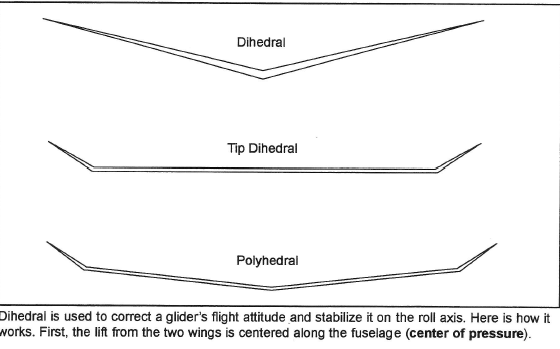 Dihedral
Tip Dihedral
Polyhedral
Dihedral is used to correct a glider's flight attitude and stabilize it on the roll axis. Here is how it
works. First, the lift from the two wings is centered along the fuselage (center of pressure).